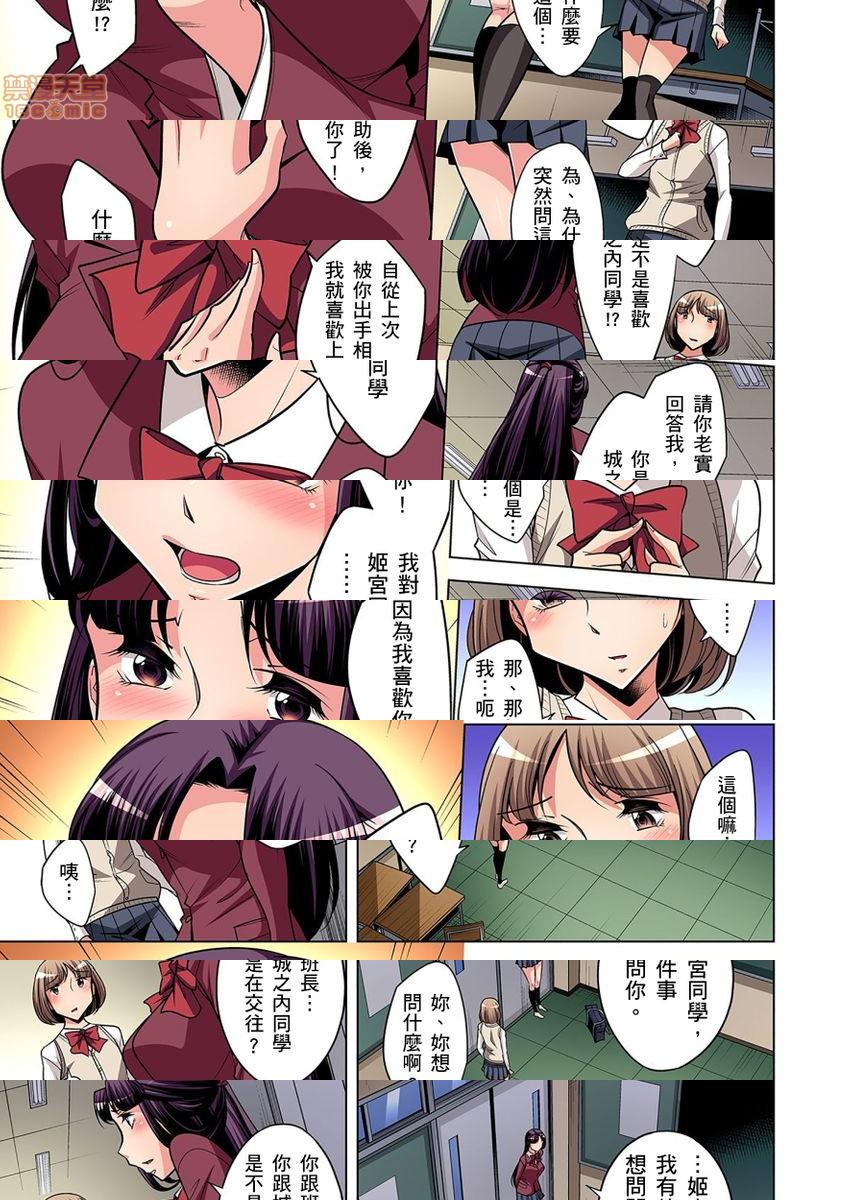 什麼要
這個…
麼!?
為、為什
突然問這
助後，
你了！
什
是不是喜歡
之內同學!?
自從上次
被你出手相
我就喜歡上
請你老實
回答我，
你是
城之
同學
個是…
…
你！
我對
姬宮
……
……
那、那
我…呃
因為我喜歡你
這個嘛…
？
咦…
宮同學，
件事
問你。
妳、妳想
問什麼啊？
班長…
城之內同學
是在交往？
…姬
我有
想問
你跟班
你跟城
是不是
禁漫天堂
18comic